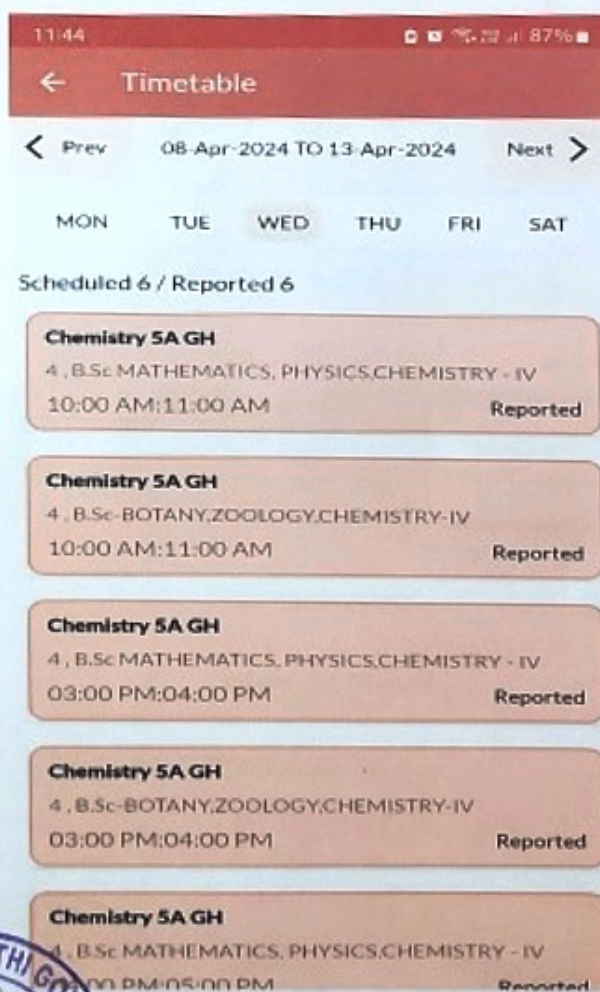 11:44 87%
Timetable
Prev 08-Apr-2024 TO 13-Apr-2024 Next
MON TUE WED THU FRI SAT
Scheduled 6 / Reported 6
Chemistry 5A GH
4 , B.Sc MATHEMATICS, PHYSICS,CHEMISTRY - IV
10:00 AM:11:00 AM Reported
Chemistry 5A GH
4 , B.Sc-BOTANY,ZOOLOGY,CHEMISTRY-IV
10:00 AM:11:00 AM Reported
Chemistry 5A GH
4 , B.Sc MATHEMATICS, PHYSICS,CHEMISTRY - IV
03:00 PM:04:00 PM Reported
Chemistry 5A GH
4 , B.Sc-BOTANY,ZOOLOGY,CHEMISTRY-IV
03:00 PM:04:00 PM Reported
Chemistry 5A GH
4 , B.Sc MATHEMATICS, PHYSICS,CHEMISTRY - IV
PM:05:00 PM Reported